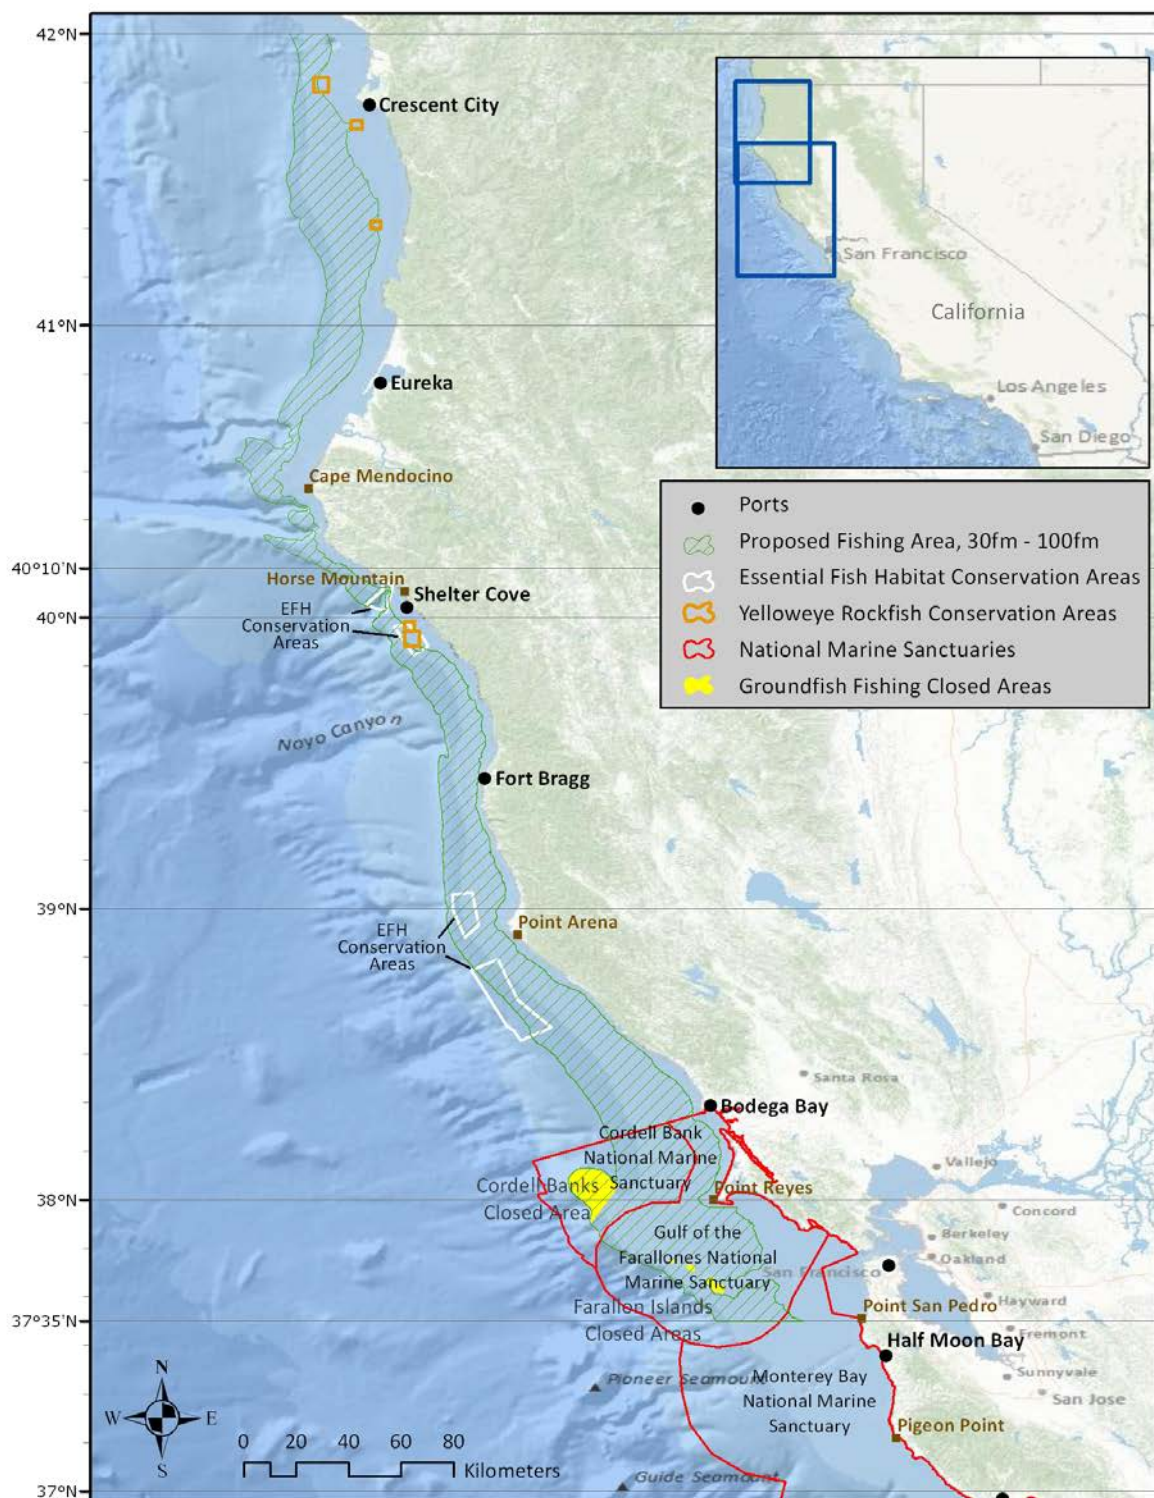 42°N
Crescent City
41°N
Eureka
Cape Mendocino
40°10'N
Horse Mountain
Shelter Cove
40°N
EFH
Conservation
Areas
Noyo Canyon
Fort Bragg
39°N
Point Arena
EFH
Conservation
Areas
Santa Rosa
Bodega Bay
Cordell Bank
National Marine
Sanctuary
Vallejo
Cordell Banks
Closed Area
Point Reyes
38°N
Concord
Gulf of the
Farallones National
Marine Sanctuary
Berkeley
Oakland
San Francisco
Farallon Islands
Closed Areas
Hayward
Point San Pedro
37°35'N
Fremont
Half Moon Bay
Sunnyvale
San Jose
Pioneer Seamount
Monterey Bay
National Marine
Sanctuary
Pigeon Point
Guide Seamount
37°N
N
W E
S
0 20 40 60 80
Kilometers
San Francisco
California
Los Angeles
San Diego
Ports
Proposed Fishing Area, 30fm - 100fm
Essential Fish Habitat Conservation Areas
Yelloweye Rockfish Conservation Areas
National Marine Sanctuaries
Groundfish Fishing Closed Areas